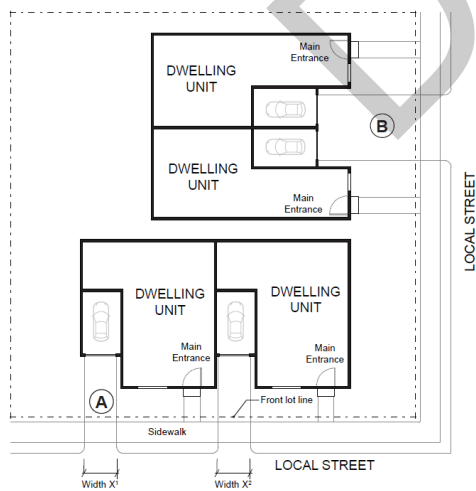 Main
Entrance
DWELLING
UNIT
B
DWELLING
UNIT
Main
Entrance
LOCAL STREET
DWELLING
UNIT
DWELLING
UNIT
Main
Entrance
Main
Entrance
A
Front lot line
Sidewalk
LOCAL STREET
Width X¹
Width X²